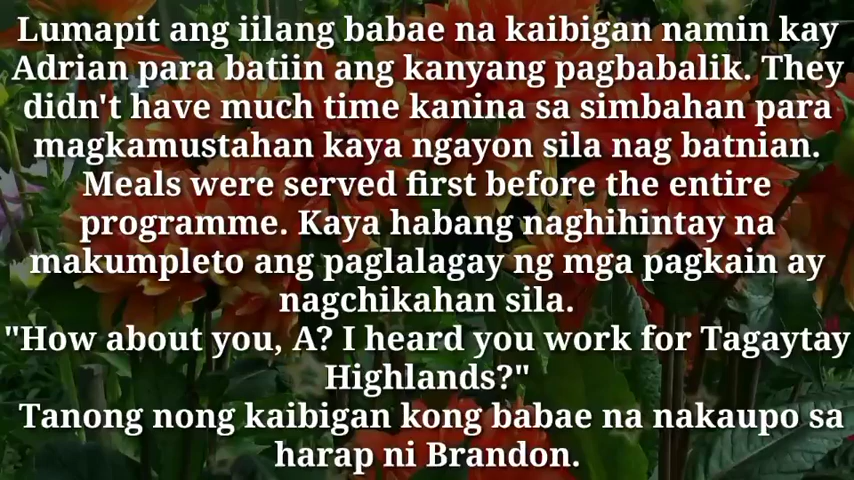 Lumapit ang iilang babae na kaibigan namin kay
Adrian para batiin ang kanyang pagbabalik. They
didn't have much time kanina sa simbahan para
magkamustahan kaya ngayon sila nag batnian.
Meals were served first before the entire
programme. Kaya habang naghihintay na
makumpleto ang paglalagay ng mga pagkain ay
nagchikahan sila.
"How about you, A? I heard you work for Tagaytay
Highlands?"
Tanong nong kaibigan kong babae na nakaupo sa
harap ni Brandon.